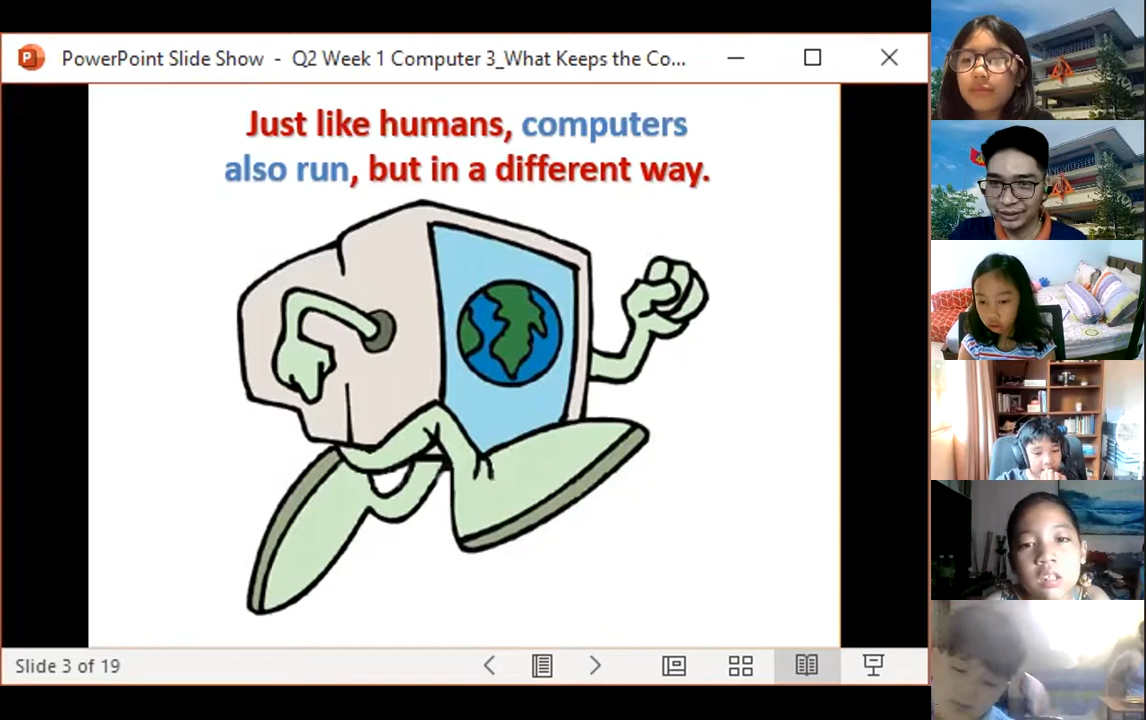 PowerPoint Slide Show - Q2 Week 1 Computer 3_What Keeps the Co...
Just like humans, computers
also run, but in a different way.
Slide 3 of 19